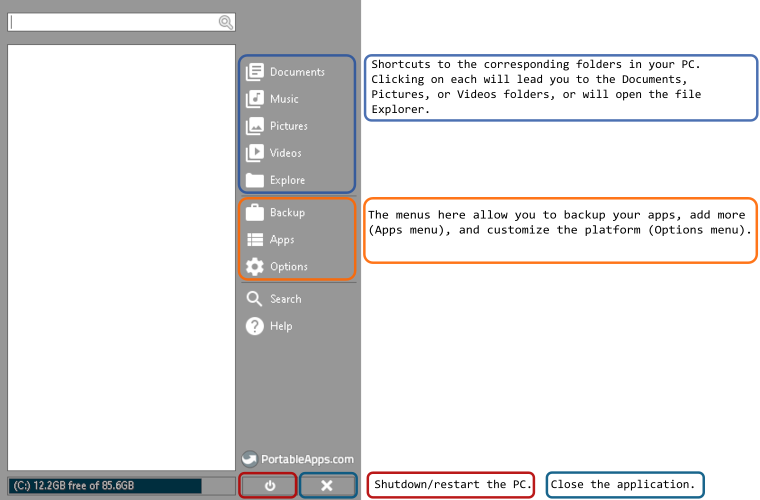 Documents
Music
Pictures
Videos
Explore
Backup
Apps
Options
Search
Help
PortableApps.com
(C:) 12.2GB free of 85.6GB
Shortcuts to the corresponding folders in your PC.
Clicking on each will lead you to the Documents,
Pictures, or Videos folders, or will open the file
Explorer.
The menus here allow you to backup your apps, add more
(Apps menu), and customize the platform (Options menu).
Shutdown/restart the PC.
Close the application.